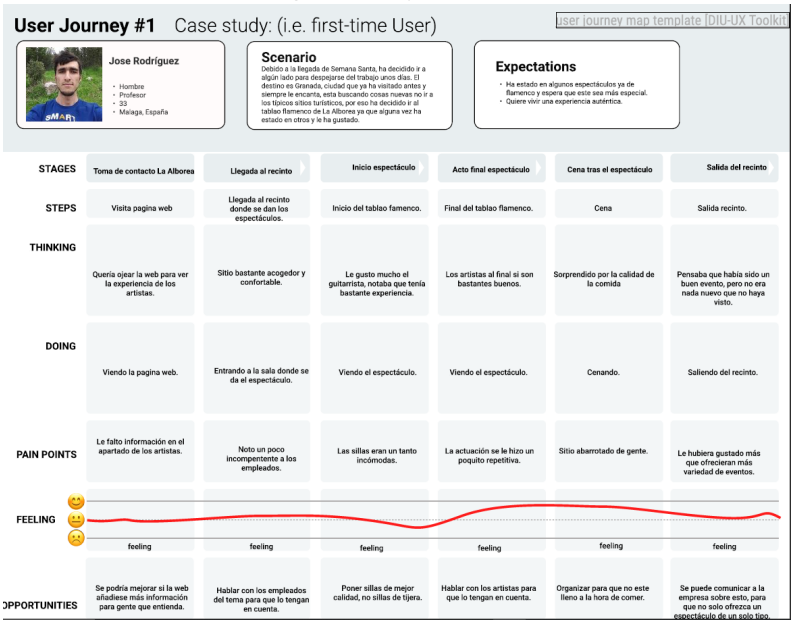 User Journey #1 Case study: (i.e. first-time User)
user journey map template [DIU-UX Toolkit]
Jose Rodríguez
• Hombre
• Profesor
• 33
• Malaga, España
SMART
Scenario
Debido a la llegada de Semana Santa, ha decidido ir a
algún lado para despejarse del trabajo unos días. El
destino es Granada, ciudad que ya ha visitado antes y
siempre le encanta, esta buscando cosas nuevas no ir a
los típicos sitios turísticos, por eso ha decidido ir al
tablao flamenco de La Alborea ya que alguna vez ha
estado en otros y le ha gustado.
Expectations
• Ha estado en algunos espectáculos ya de
flamenco y espera que este sea más especial.
• Quiere vivir una experiencia auténtica.
STAGES
Toma de contacto La Alborea
Llegada al recinto
Inicio espectáculo
Acto final espectáculo
Cena tras el espectáculo
Salida del recinto
STEPS
Visita pagina web
Llegada al recinto
donde se dan los
espectáculos.
Inicio del tablao famenco.
Final del tablao flamenco.
Cena
Salida recinto.
THINKING
Quería ojear la web para ver
la experiencia de los
artistas.
Sitio bastante acogedor y
confortable.
Le gusto mucho el
guitarrista, notaba que tenía
bastante experiencia.
Los artistas al final si son
bastantes buenos.
Sorprendido por la calidad de
la comida
Pensaba que había sido un
buen evento, pero no era
nada nuevo que no haya
visto.
DOING
Viendo la pagina web.
Entrando a la sala donde se
da el espectáculo.
Viendo el espectáculo.
Viendo el espectáculo.
Cenando.
Saliendo del recinto.
PAIN POINTS
Le falto información en el
apartado de los artistas.
Noto un poco
incompentente a los
empleados.
Las sillas eran un tanto
incómodas.
La actuación se le hizo un
poquito repetitiva.
Sitio abarrotado de gente.
Le hubiera gustado más
que ofrecieran más
variedad de eventos.
FEELING
feeling
feeling
feeling
feeling
feeling
feeling
OPPORTUNITIES
Se podría mejorar si la web
añadiese más información
para gente que entienda.
Hablar con los empleados
del tema para que lo tengan
en cuenta.
Poner sillas de mejor
calidad, no sillas de tijera.
Hablar con los artistas para
que lo tengan en cuenta.
Organizar para que no este
lleno a la hora de comer.
Se puede comunicar a la
empresa sobre esto, para
que no solo ofrezca un
espectáculo de un solo tipo.